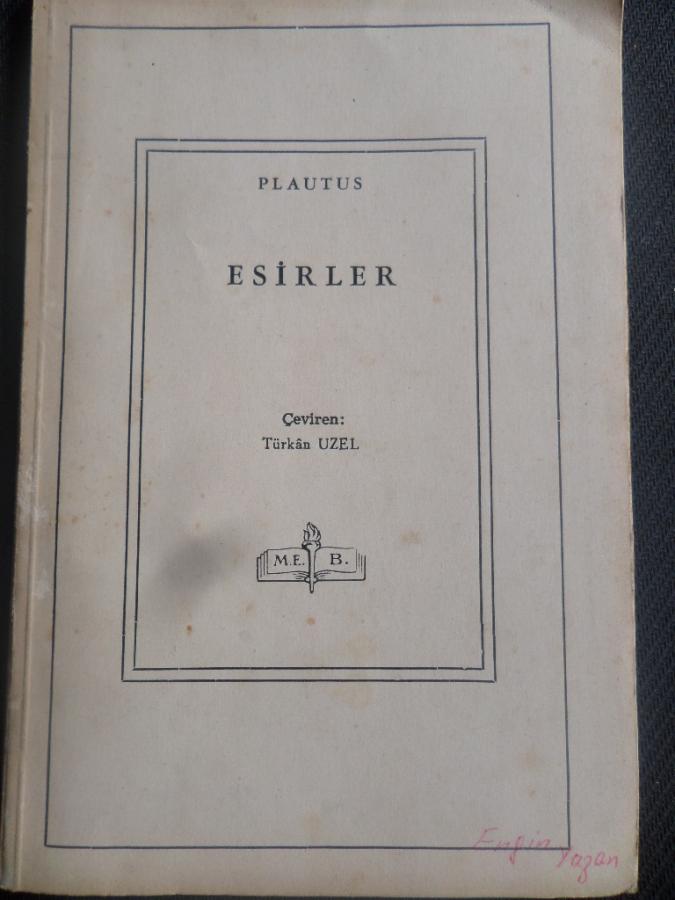 PLAUTUS
ESİRLER
Çeviren:
Türkân UZEL
M.E. B.
Engin Yazan